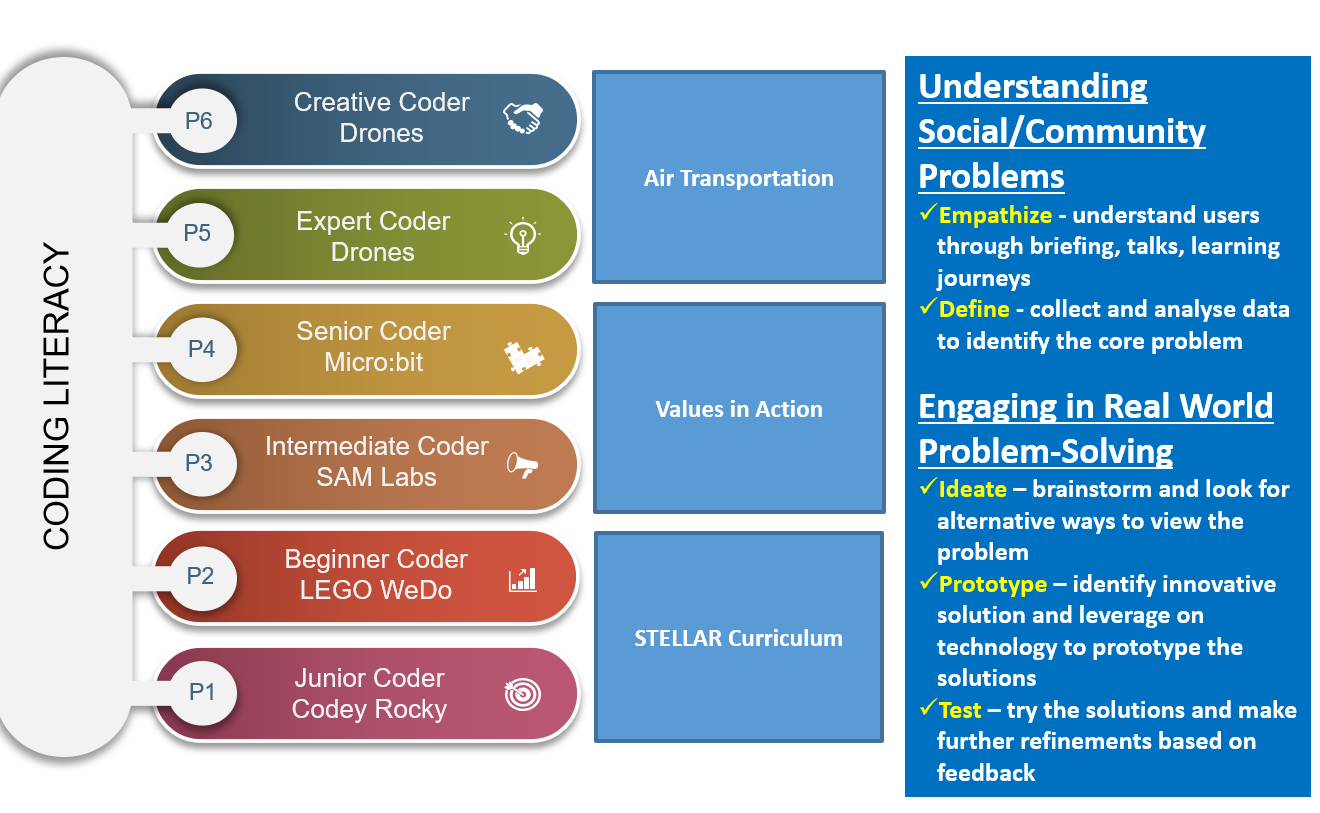 CODING LITERACY
P6
Creative Coder
Drones
P5
Expert Coder
Drones
P4
Senior Coder
Micro:bit
P3
Intermediate Coder
SAM Labs
P2
Beginner Coder
LEGO WeDo
P1
Junior Coder
Codey Rocky
Air Transportation
Values in Action
STELLAR Curriculum
Understanding
Social/Community
Problems
✓Empathize - understand users
through briefing, talks, learning
journeys
✓Define - collect and analyse data
to identify the core problem
Engaging in Real World
Problem-Solving
✓Ideate – brainstorm and look for
alternative ways to view the
problem
✓Prototype – identify innovative
solution and leverage on
technology to prototype the
solutions
✓Test – try the solutions and make
further refinements based on
feedback